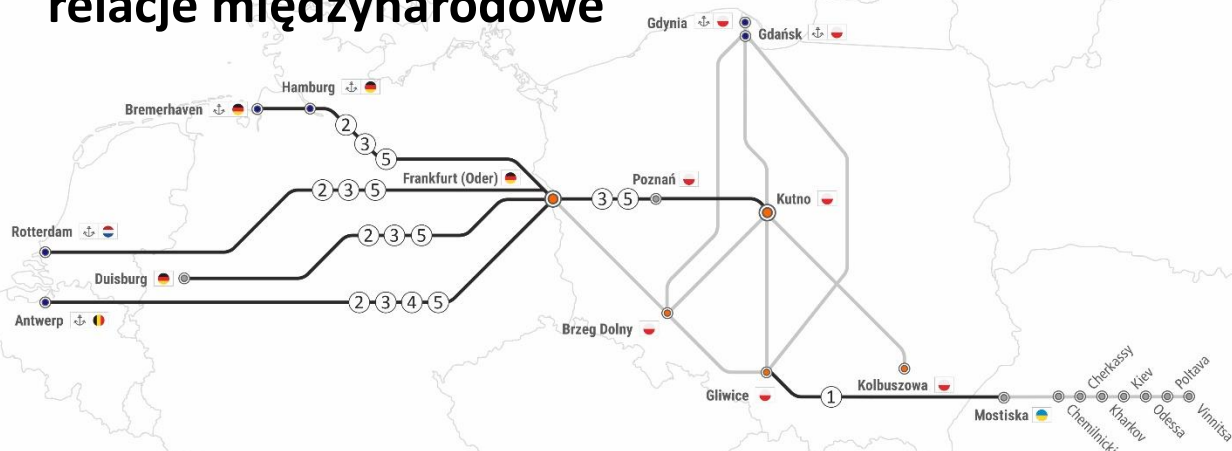 relacje międzynarodowe
Gdynia
Gdańsk
Hamburg
Bremerhaven
2
3
5
Frankfurt (Oder)
Poznań
2 3 5
3 5
Kutno
Rotterdam
2 3 5
Duisburg
2 3 4 5
Antwerp
Brzeg Dolny
Gliwice
Kolbuszowa
1
Mostiska
Chemilnicki
Cherkassy
Kharkov
Kiev
Odessa
Poltava
Vinnitsa